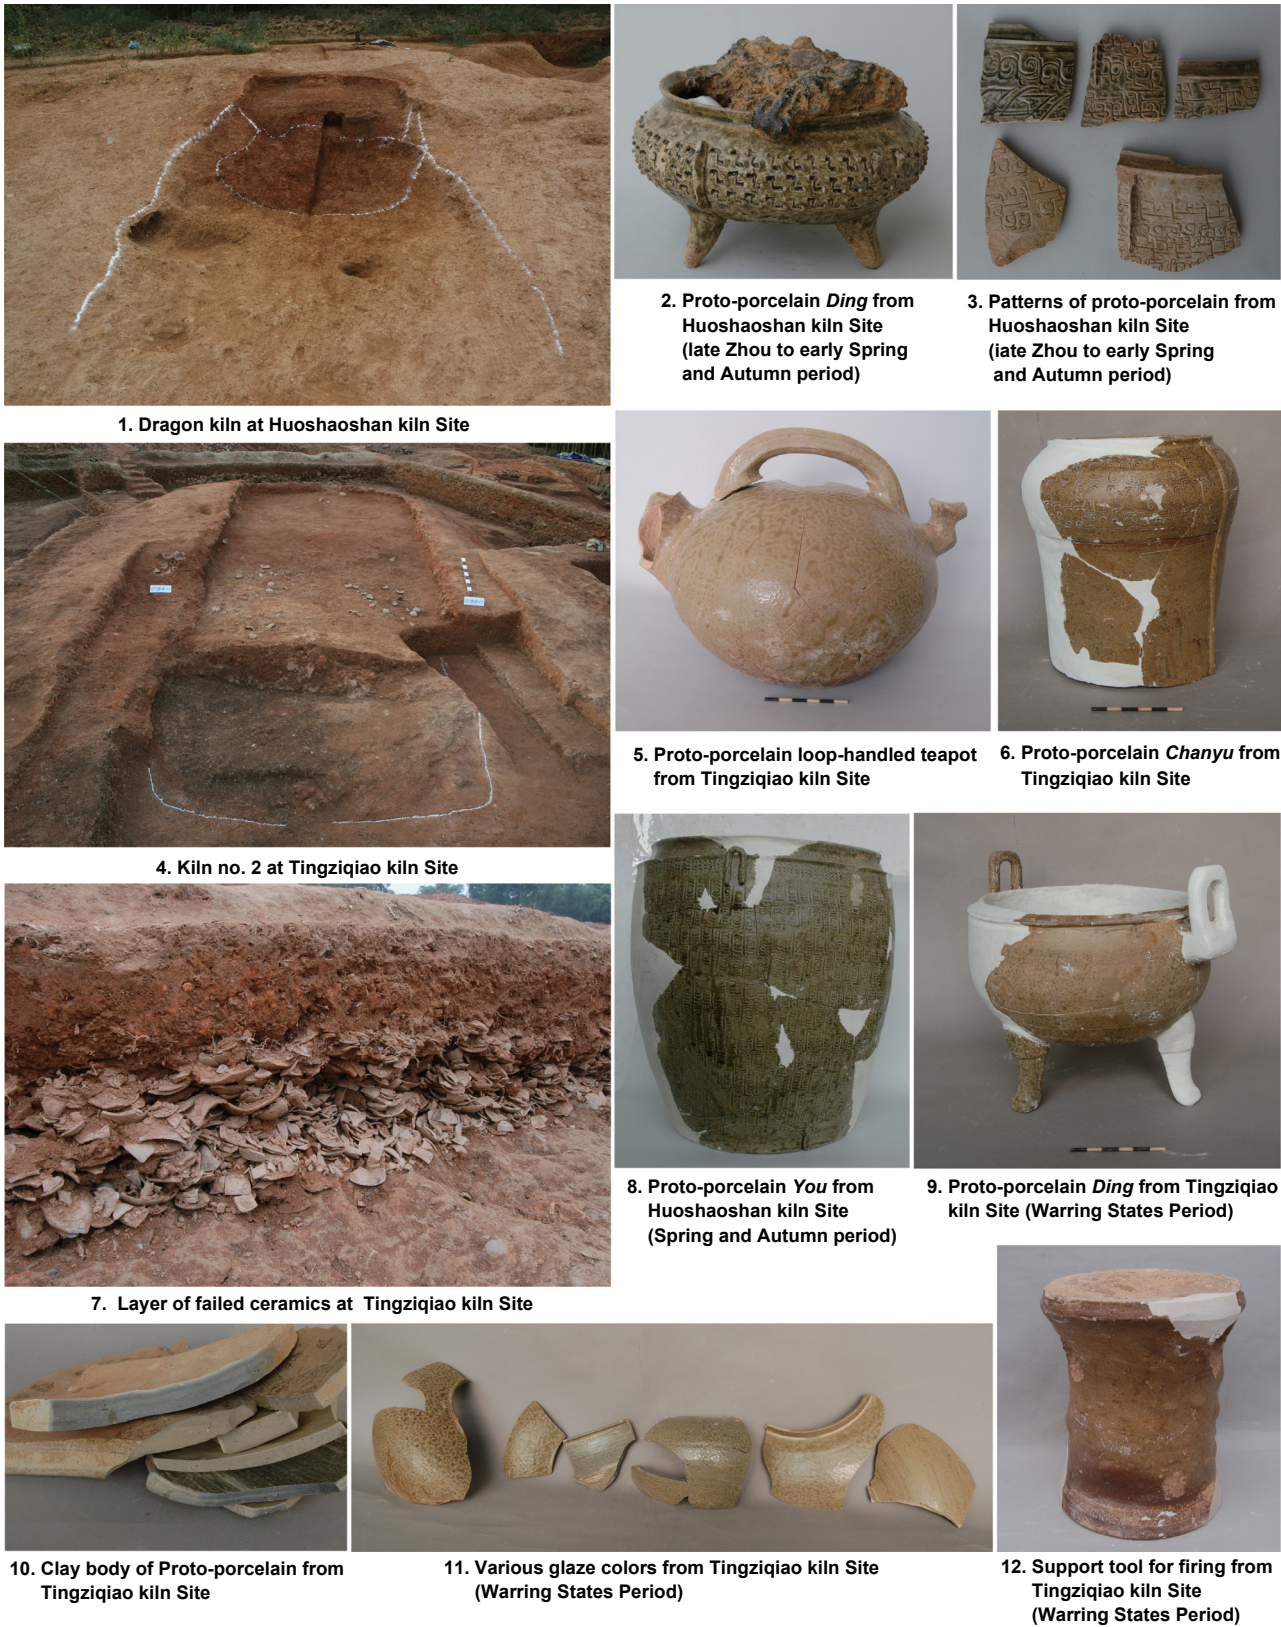 2. Proto-porcelain Ding from
Huoshaoshan kiln Site
(late Zhou to early Spring
and Autumn period)
3. Patterns of proto-porcelain from
Huoshaoshan kiln Site
(iate Zhou to early Spring
and Autumn period)
1. Dragon kiln at Huoshaoshan kiln Site
5. Proto-porcelain loop-handled teapot
from Tingziqiao kiln Site
6. Proto-porcelain Chanyu from
Tingziqiao kiln Site
4. Kiln no. 2 at Tingziqiao kiln Site
8. Proto-porcelain You from
Huoshaoshan kiln Site
(Spring and Autumn period)
9. Proto-porcelain Ding from Tingziqiao
kiln Site (Warring States Period)
7. Layer of failed ceramics at Tingziqiao kiln Site
10. Clay body of Proto-porcelain from
Tingziqiao kiln Site
11. Various glaze colors from Tingziqiao kiln Site
(Warring States Period)
12. Support tool for firing from
Tingziqiao kiln Site
(Warring States Period)